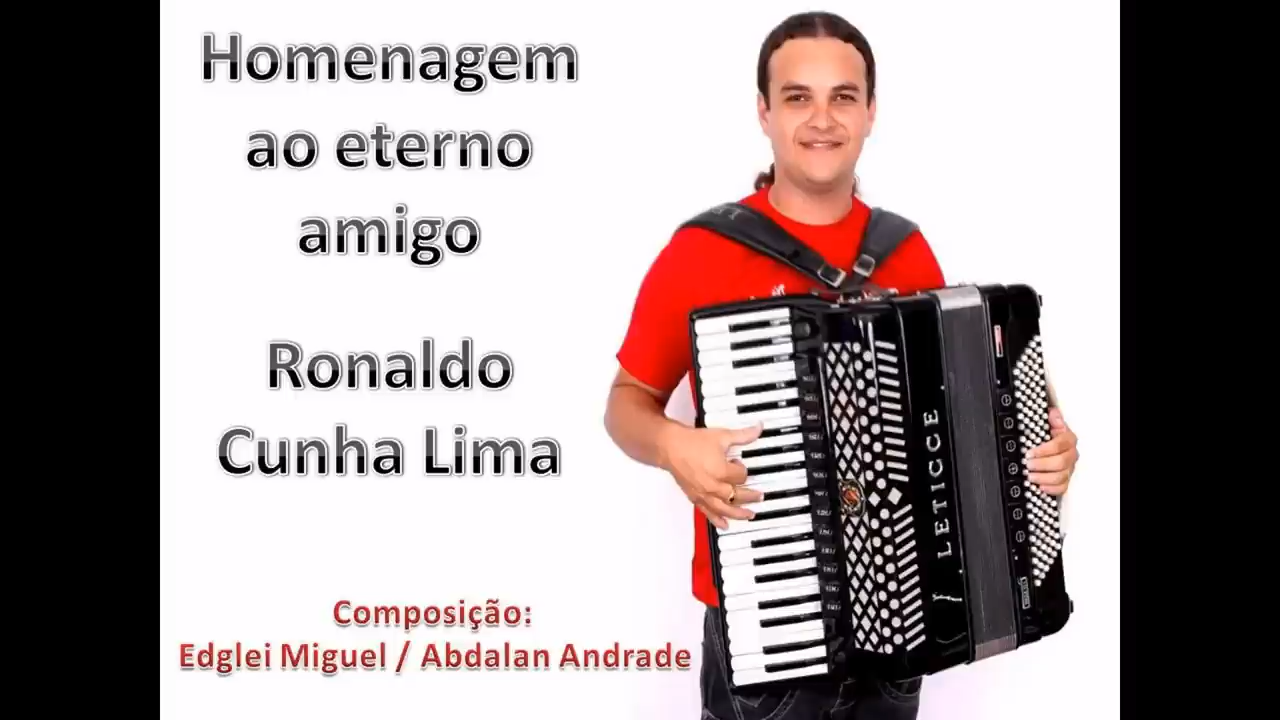 Homenagem
ao eterno
amigo
Ronaldo
Cunha Lima
Composição:
Edglei Miguel / Abdalan Andrade
LETICCE